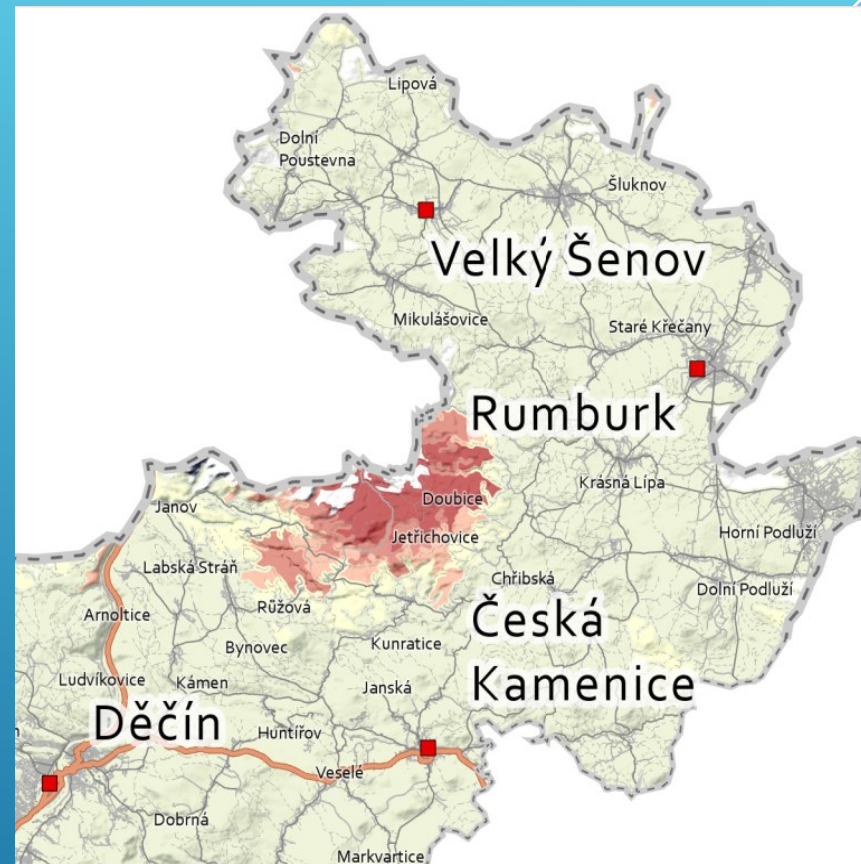 Lipová
Dolní
Poustevna
Šluknov
Velký Šenov
Mikulášovice
Staré Křečany
Rumburk
Krásná Lípa
Doubice
Janov
Jetřichovice
Horní Podluží
Labská Stráň
Chřibská
Dolní Podluží
Růžová
Arnoltice
Česká
Kamenice
Bynovec
Kunratice
Ludvíkovice
Kámen
Janská
Děčín
Huntířov
Veselé
Dobrná
Markvartice